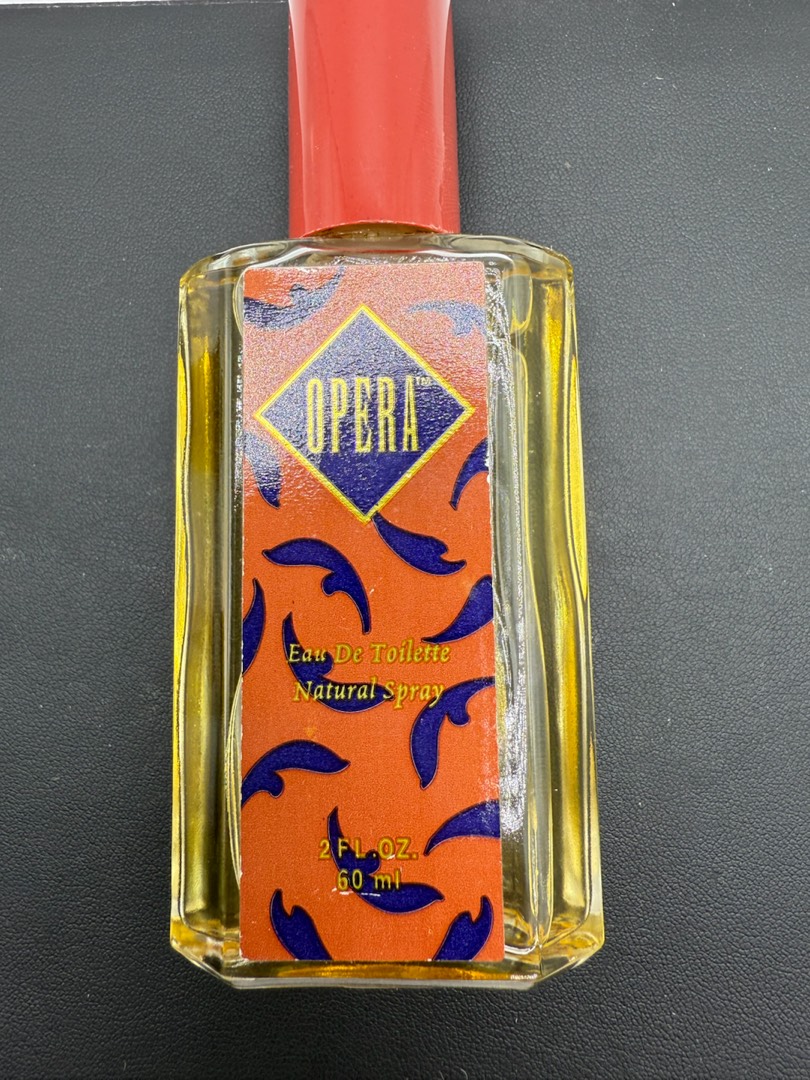 OPERA™
Eau De Toilette
Natural Spray
2 FL.OZ.
60 ml